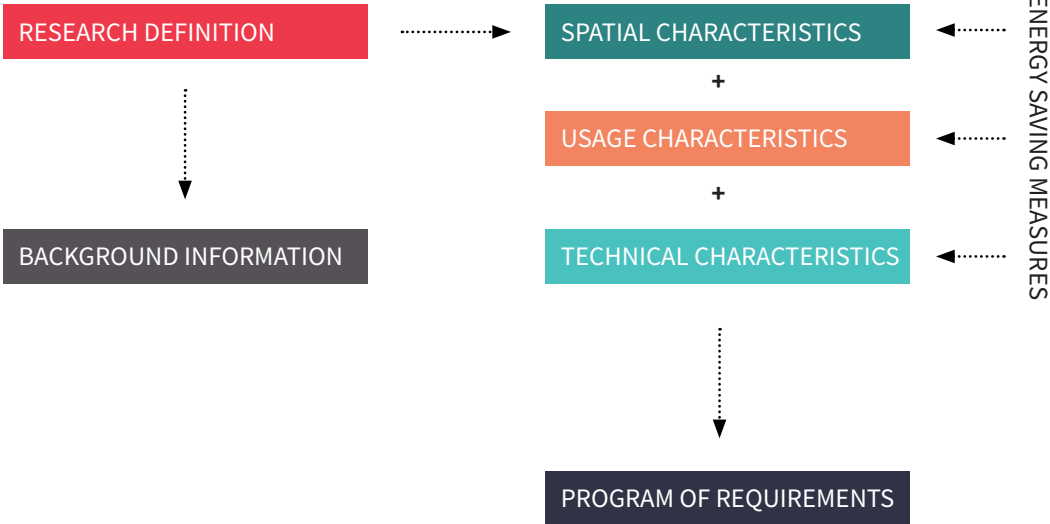 RESEARCH DEFINITION
SPATIAL CHARACTERISTICS
+
USAGE CHARACTERISTICS
+
BACKGROUND INFORMATION
TECHNICAL CHARACTERISTICS
PROGRAM OF REQUIREMENTS
ENERGY SAVING MEASURES